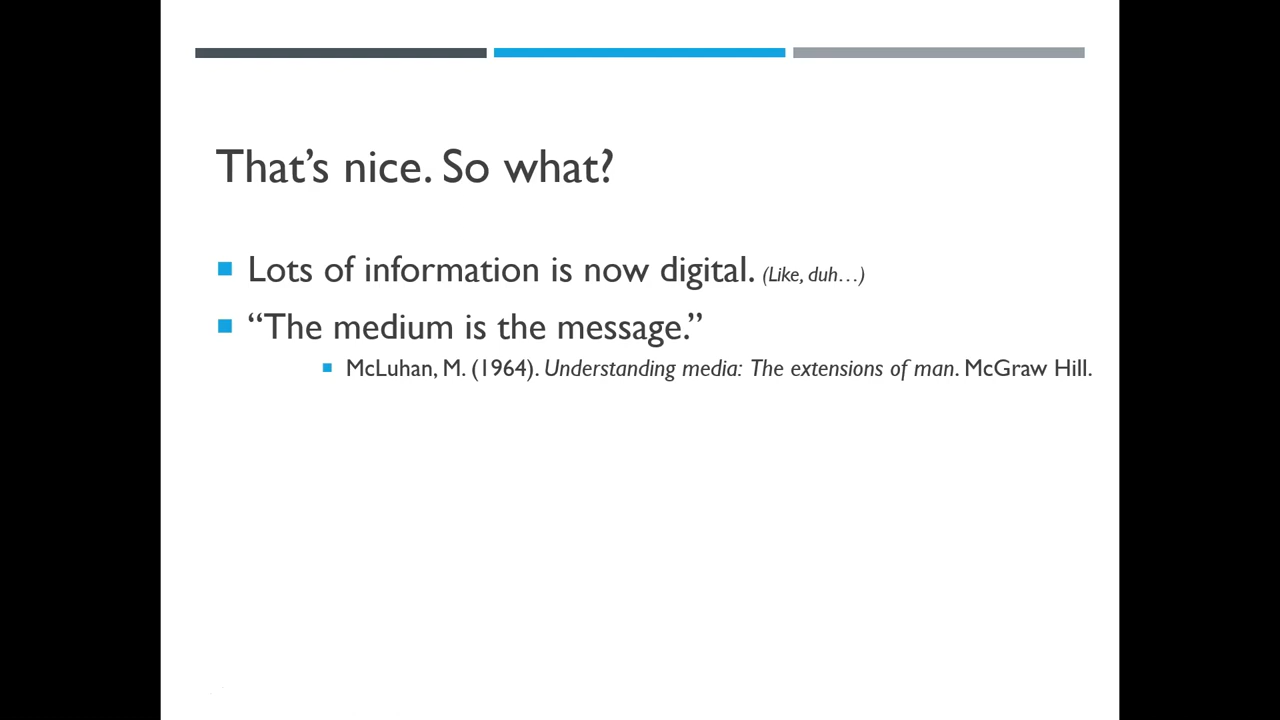 That’s nice. So what?
Lots of information is now digital. (Like, duh…)
“The medium is the message.”
McLuhan, M. (1964). Understanding media: The extensions of man. McGraw Hill.